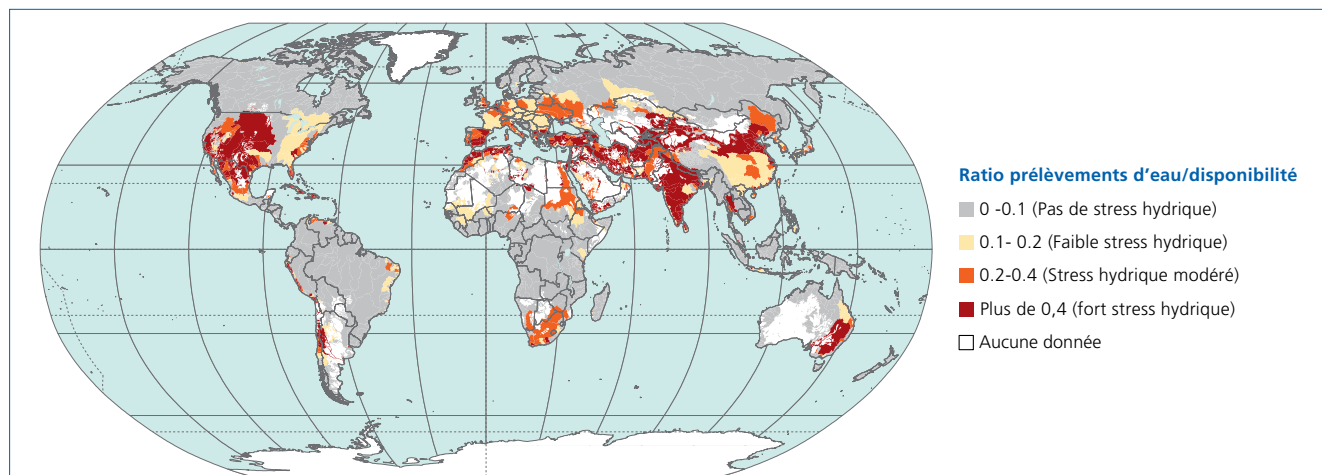 Ratio prélèvements d'eau/disponibilité
0 -0.1 (Pas de stress hydrique)
0.1- 0.2 (Faible stress hydrique)
0.2-0.4 (Stress hydrique modéré)
Plus de 0,4 (fort stress hydrique)
Aucune donnée